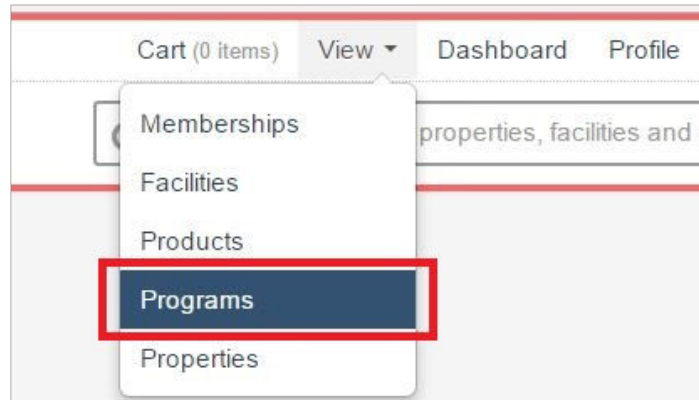 Cart (0 items) View Dashboard Profile
Memberships
properties, facilities and
Facilities
Products
Programs
Properties